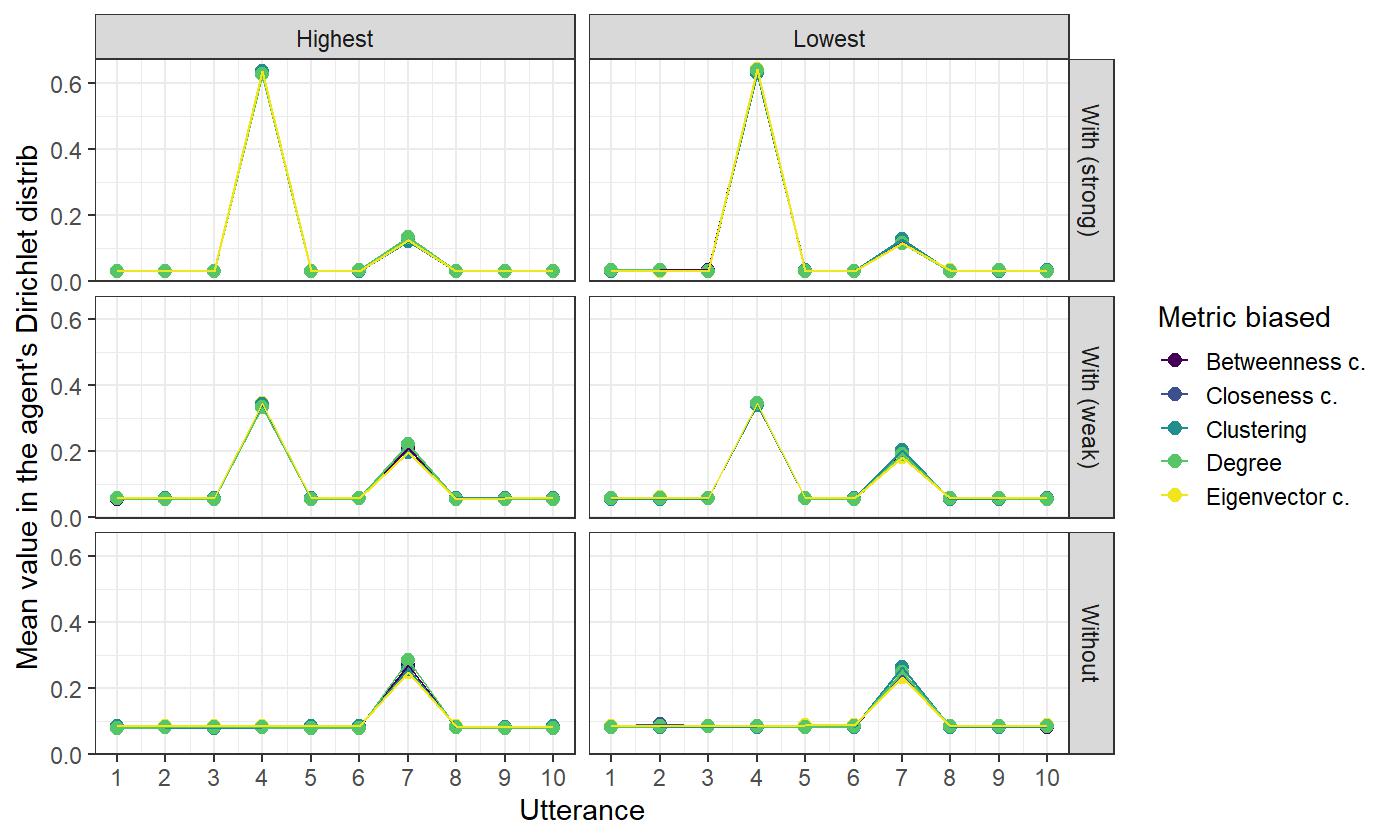 Highest
Lowest
Mean value in the agent's Dirichlet distrib
0.6
0.4
0.2
0.0
With (strong)
0.6
0.4
0.2
0.0
With (weak)
0.6
0.4
0.2
0.0
Without
1 2 3 4 5 6 7 8 9 10
1 2 3 4 5 6 7 8 9 10
Utterance
Metric biased
Betweenness c.
Closeness c.
Clustering
Degree
Eigenvector c.